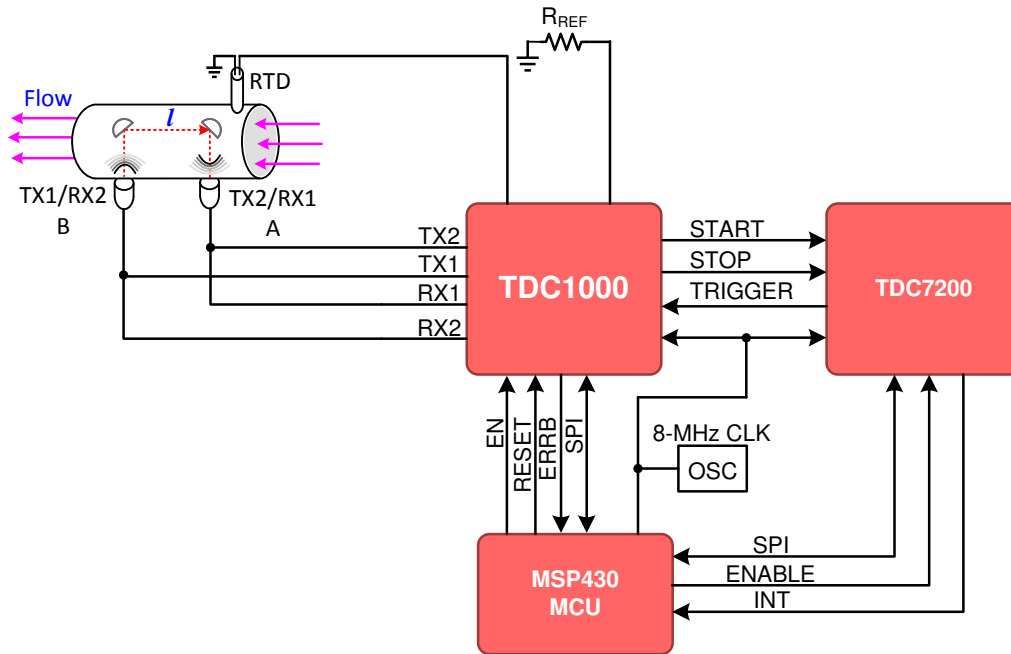 R_REF
RTD
Flow
l
TX1/RX2
B
TX2/RX1
A
TX2
TX1
RX1
RX2
TDC1000
START
STOP
TRIGGER
TDC7200
EN
RESET
ERRB
SPI
8-MHz CLK
OSC
MSP430
MCU
SPI
ENABLE
INT